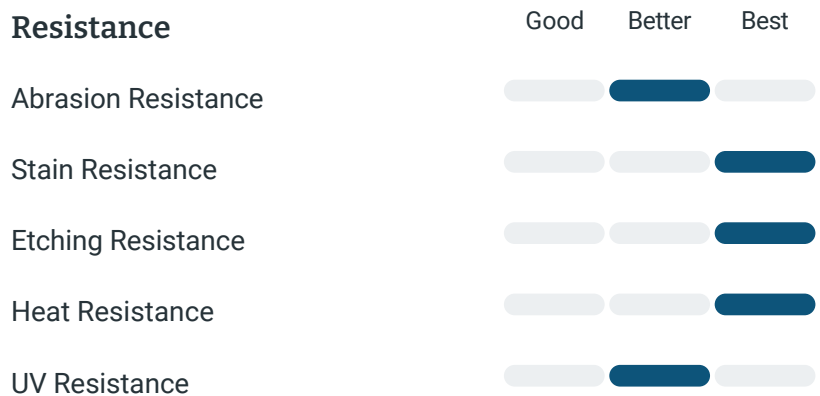 Resistance Good Better Best
Abrasion Resistance
Stain Resistance
Etching Resistance
Heat Resistance
UV Resistance